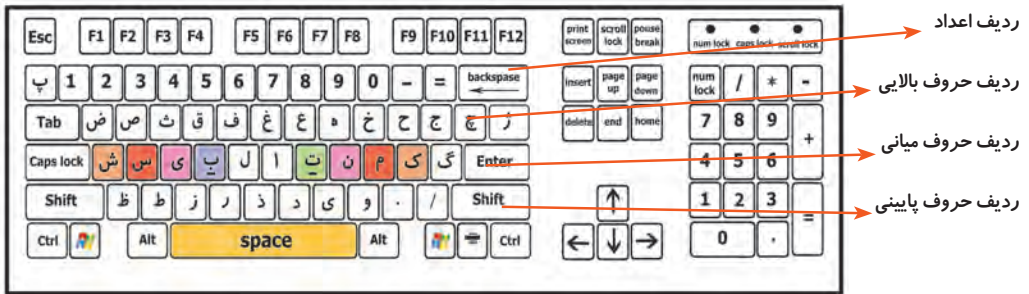 Esc F1 F2 F3 F4 F5 F6 F7 F8 F9 F10 F11 F12 print screen scroll lock pouse break num lock caps lock scroll lock
ردیف اعداد
پ 1 2 3 4 5 6 7 8 9 0 - = backspase insert page up page down num lock / * -
ردیف حروف بالایی
Tab ض ص ث ق ف غ ع ه خ ح ج چ ژ delete end home 7 8 9 +
ردیف حروف میانی
Caps lock ش س ی ب ل ا ت ن م ک گ Enter 4 5 6
ردیف حروف پایینی
Shift ظ ط ز ر ذ د ی و . / Shift ↑ 1 2 3 =
Ctrl Alt space Alt Ctrl ← ↓ → 0 .